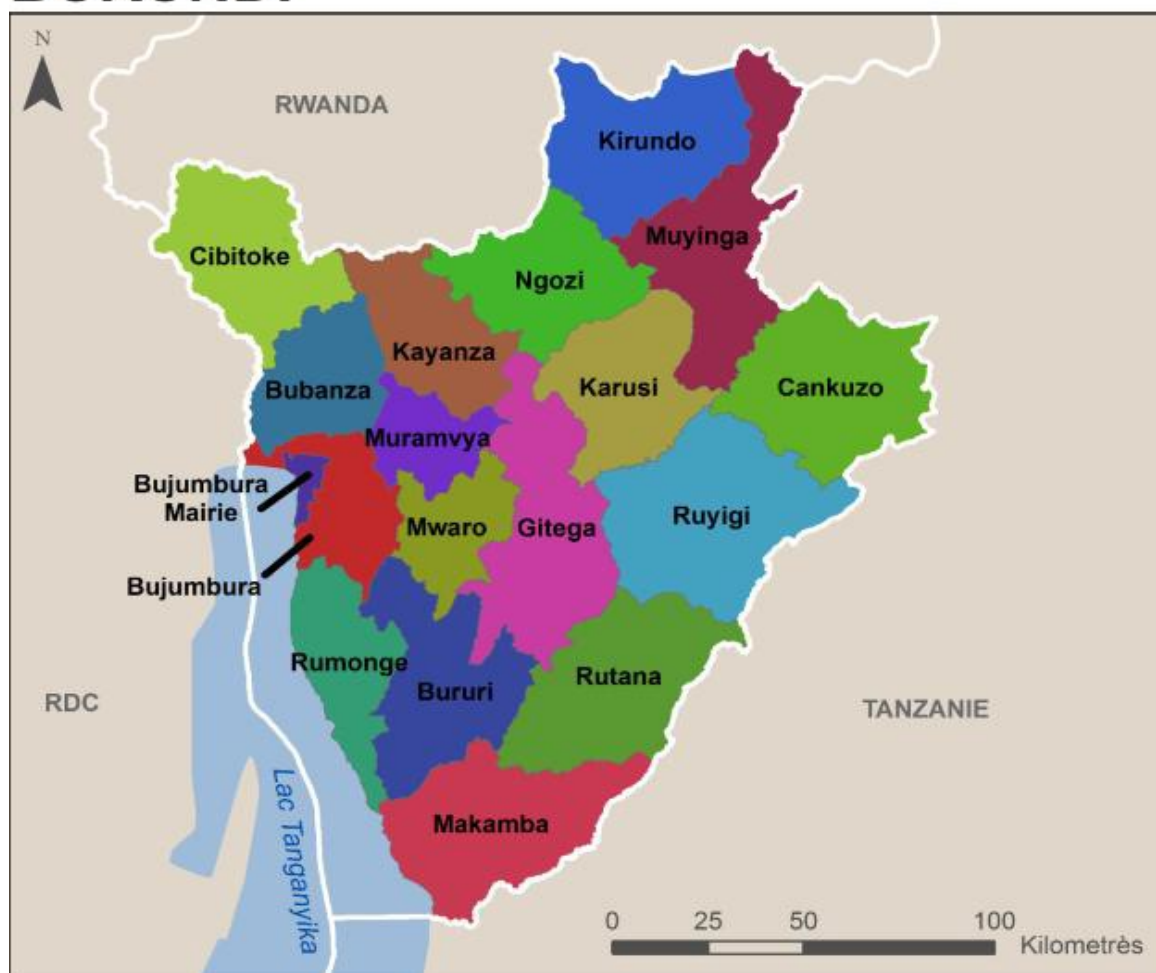 N
RWANDA
Kirundo
Muyinga
Cibitoke
Ngozi
Kayanza
Karusi
Cankuzo
Bubanza
Muramvya
Bujumbura
Mairie
Mwaro
Gitega
Ruyigi
Bujumbura
Rumonge
Bururi
Rutana
RDC
TANZANIE
Lac Tanganyika
Makamba
0 25 50 100
Kilometrès